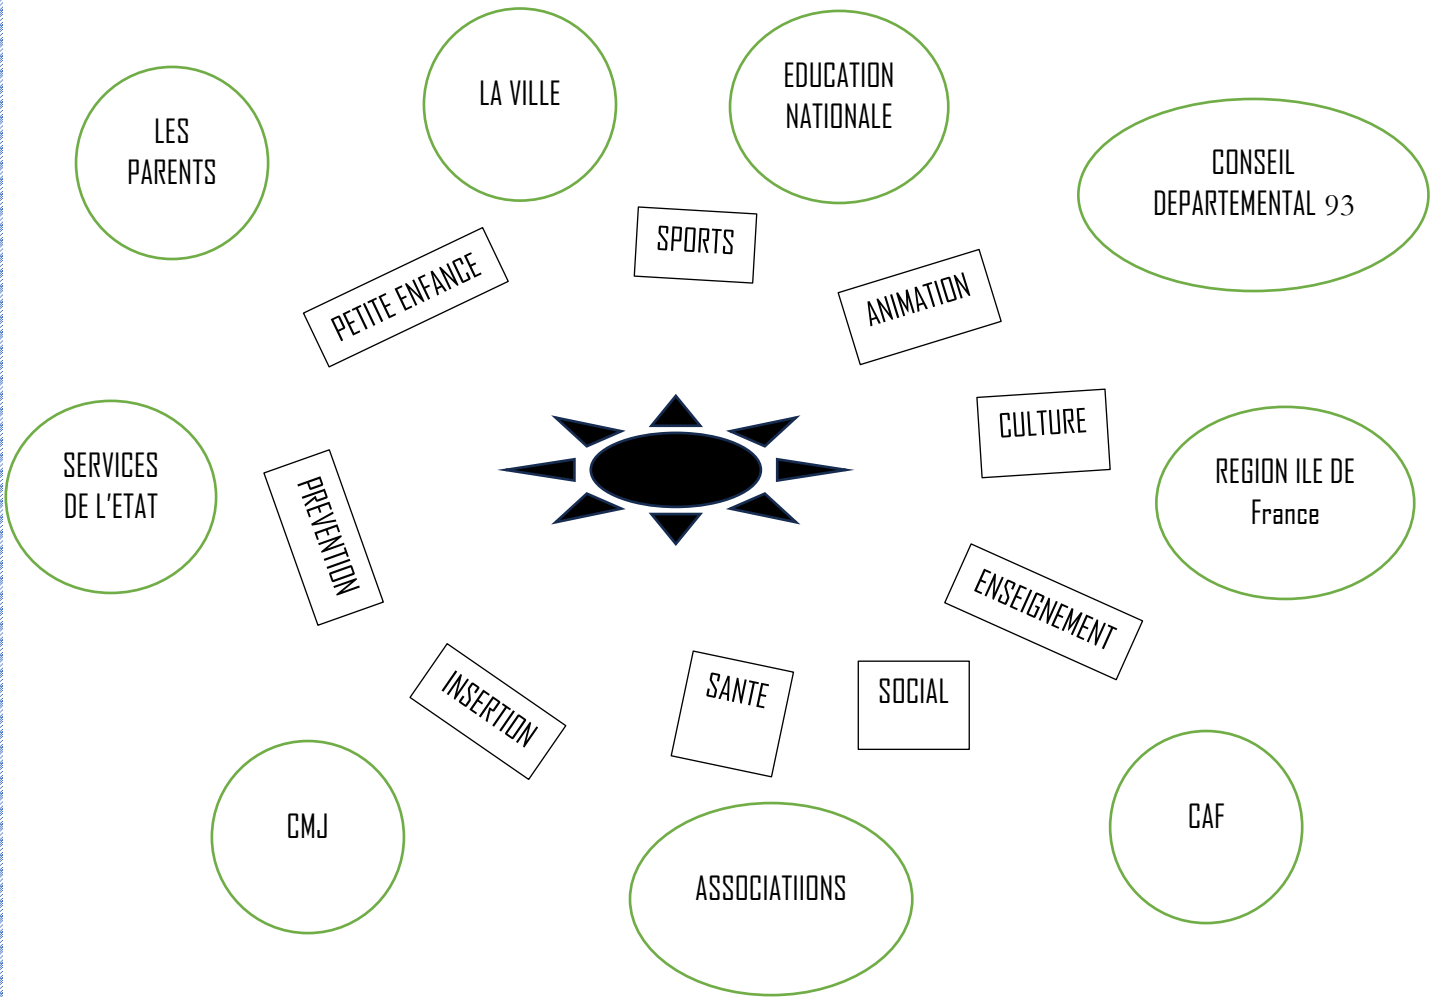 LES
PARENTS
LA VILLE
EDUCATION
NATIONALE
CONSEIL
DEPARTEMENTAL 93
PETITE ENFANCE
SPORTS
ANIMATION
CULTURE
SERVICES
DE L'ETAT
PREVENTION
REGION ILE DE
France
ENSEIGNEMENT
INSERTION
SANTE
SOCIAL
CMJ
ASSOCIATIIONS
CAF